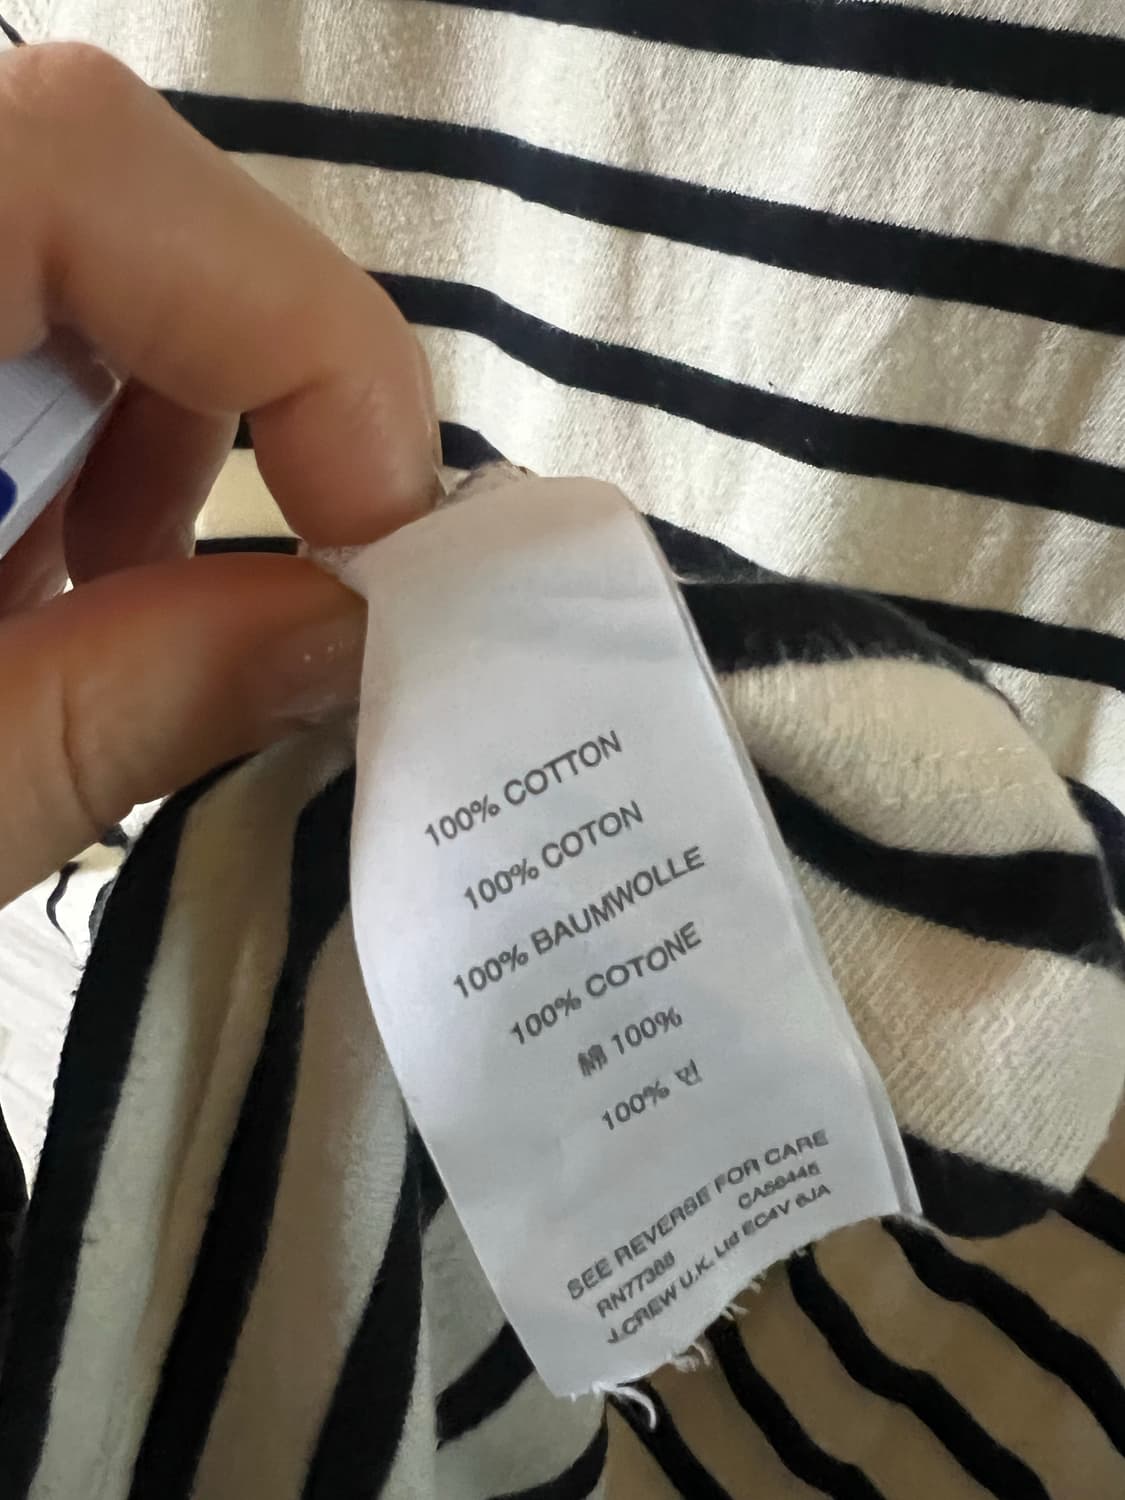 100% COTTON
100% COTON
100% BAUMWOLLE
100% COTONE
綿 100%
100% 면
SEE REVERSE FOR CARE
RN77388 CA56445
J.CREW U.K. Ltd EC4V 6JA